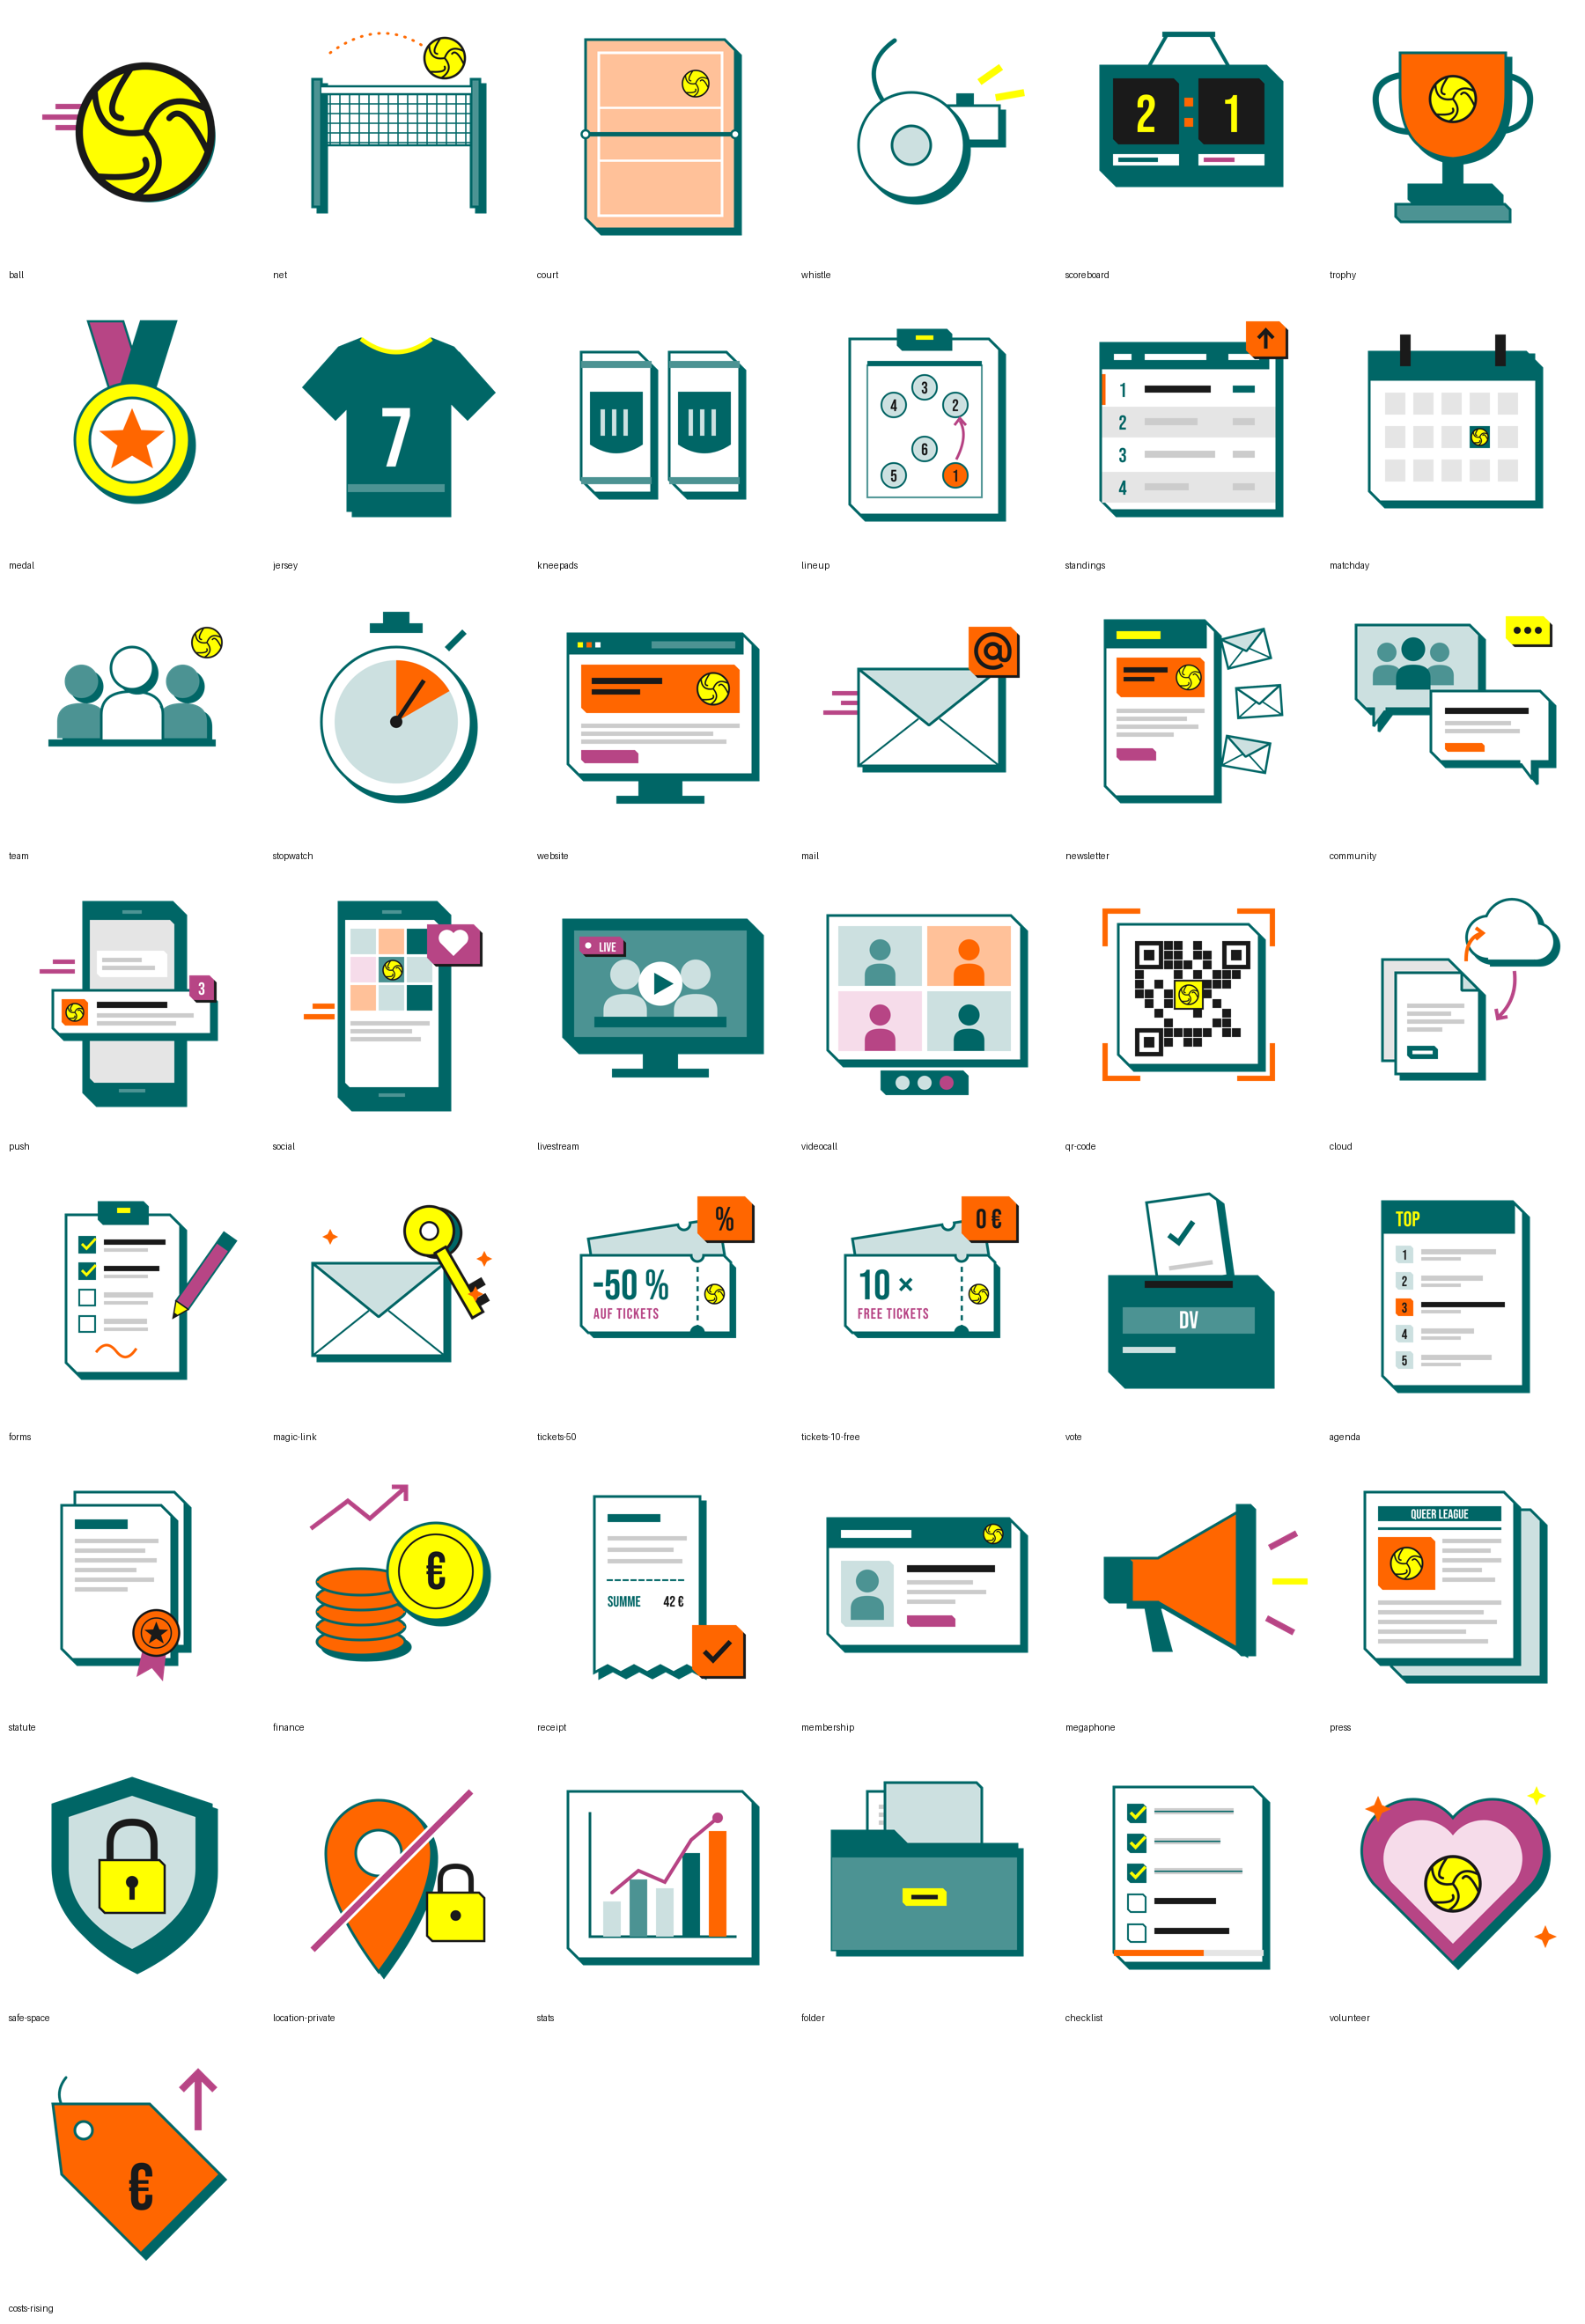 2 : 1
ball
net
court
whistle
scoreboard
trophy
7
3
4
2
6
5
1
1
2
3
4
medal
jersey
kneepads
lineup
standings
matchday
@
team
stopwatch
website
mail
newsletter
community
3
LIVE
push
social
livestream
videocall
qr-code
cloud
%
-50 %
AUF TICKETS
0 €
10 ×
FREE TICKETS
DV
TOP
1
2
3
4
5
forms
magic-link
tickets-50
tickets-10-free
vote
agenda
€
SUMME 42 €
QUEER LEAGUE
statute
finance
receipt
membership
megaphone
press
safe-space
location-private
stats
folder
checklist
volunteer
€
costs-rising